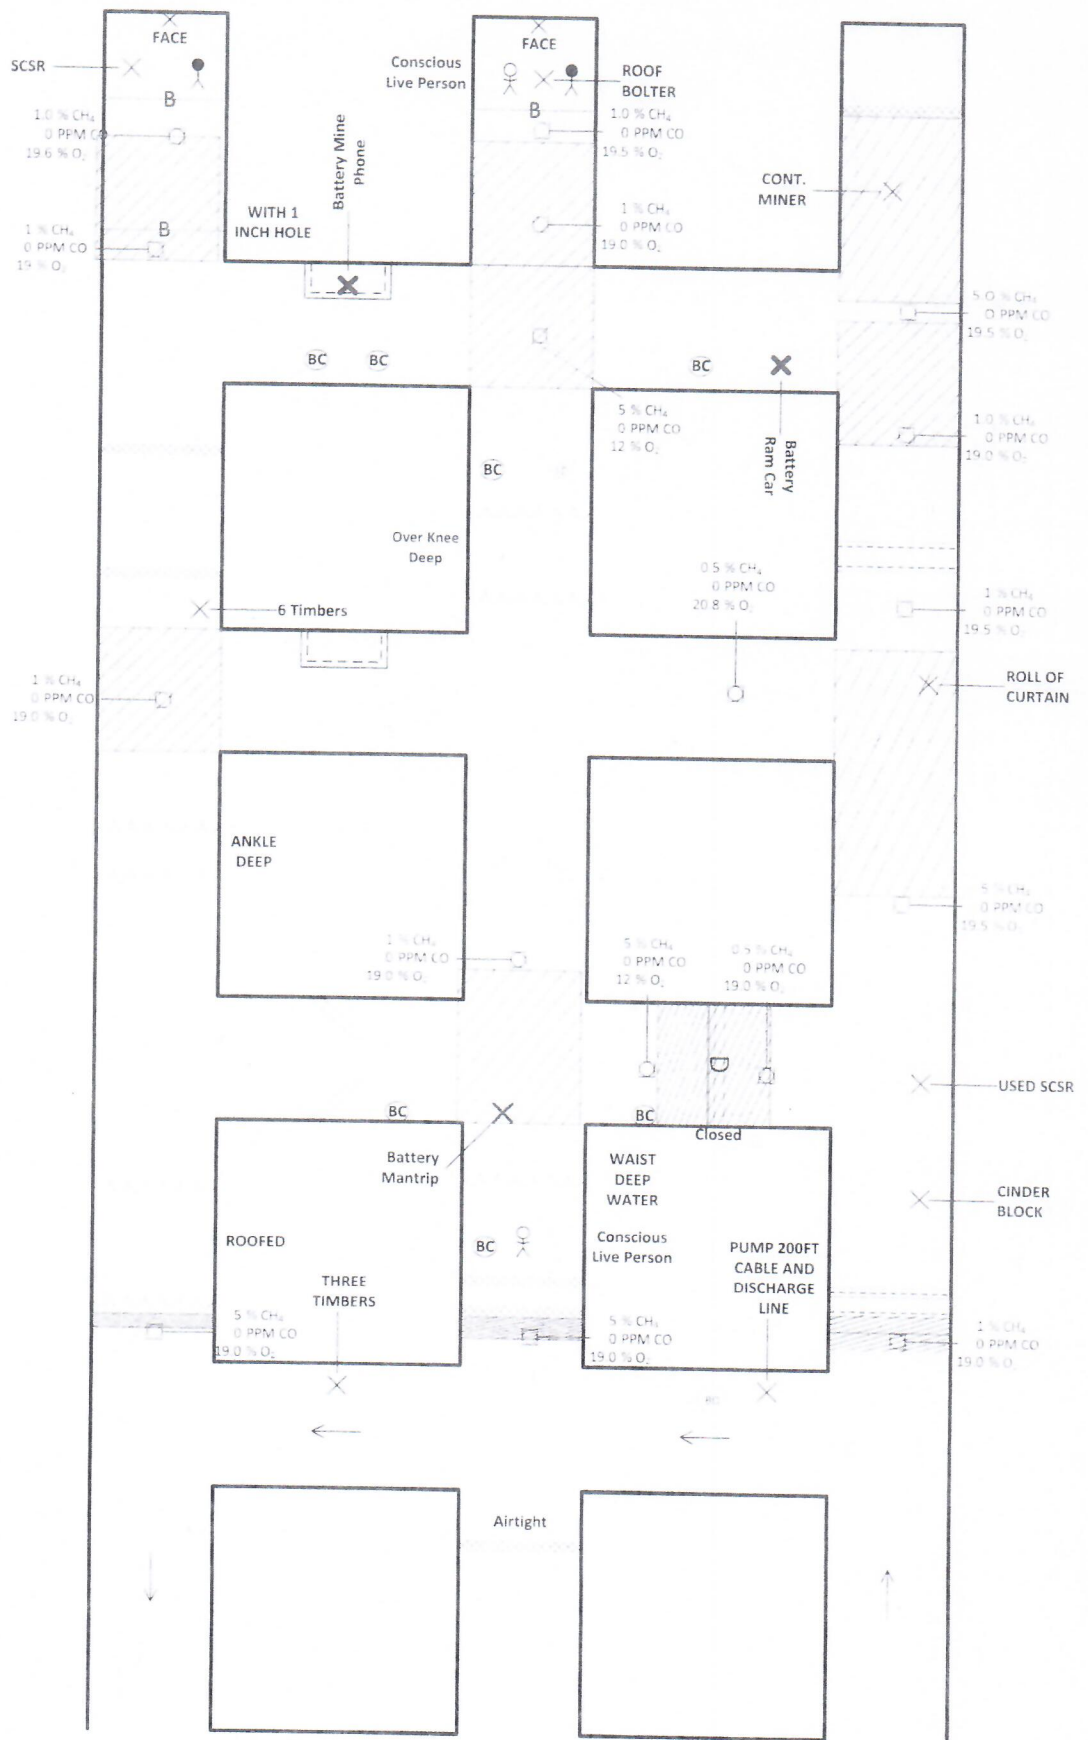 FACE
SCSR
B
1.0 % CH₄
0 PPM CO
19.6 % O₂
B
1 % CH₄
0 PPM CO
19 % O₂
WITH 1
INCH HOLE
Battery Mine
Phone
Conscious
Live Person
FACE
ROOF
BOLTER
B
1.0 % CH₄
0 PPM CO
19.5 % O₂
1 % CH₄
0 PPM CO
19.0 % O₂
CONT.
MINER
5.0 % CH₄
0 PPM CO
19.5 % O₂
BC
BC
BC
5 % CH₄
0 PPM CO
12 % O₂
Battery
Ram Car
1.0 % CH₄
0 PPM CO
19.0 % O₂
BC
Over Knee
Deep
0.5 % CH₄
0 PPM CO
20.8 % O₂
6 Timbers
1 % CH₄
0 PPM CO
19.5 % O₂
1 % CH₄
0 PPM CO
19.0 % O₂
ROLL OF
CURTAIN
ANKLE
DEEP
1 % CH₄
0 PPM CO
19.0 % O₂
5 % CH₄
0 PPM CO
12 % O₂
0.5 % CH₄
0 PPM CO
19.0 % O₂
5 % CH₄
0 PPM CO
19.5 % O₂
D
USED SCSR
BC
BC
Closed
Battery
Mantrip
WAIST
DEEP
WATER
CINDER
BLOCK
ROOFED
BC
Conscious
Live Person
PUMP 200FT
CABLE AND
DISCHARGE
LINE
THREE
TIMBERS
5 % CH₄
0 PPM CO
19.0 % O₂
5 % CH₄
0 PPM CO
19.0 % O₂
1 % CH₄
0 PPM CO
19.0 % O₂
Airtight